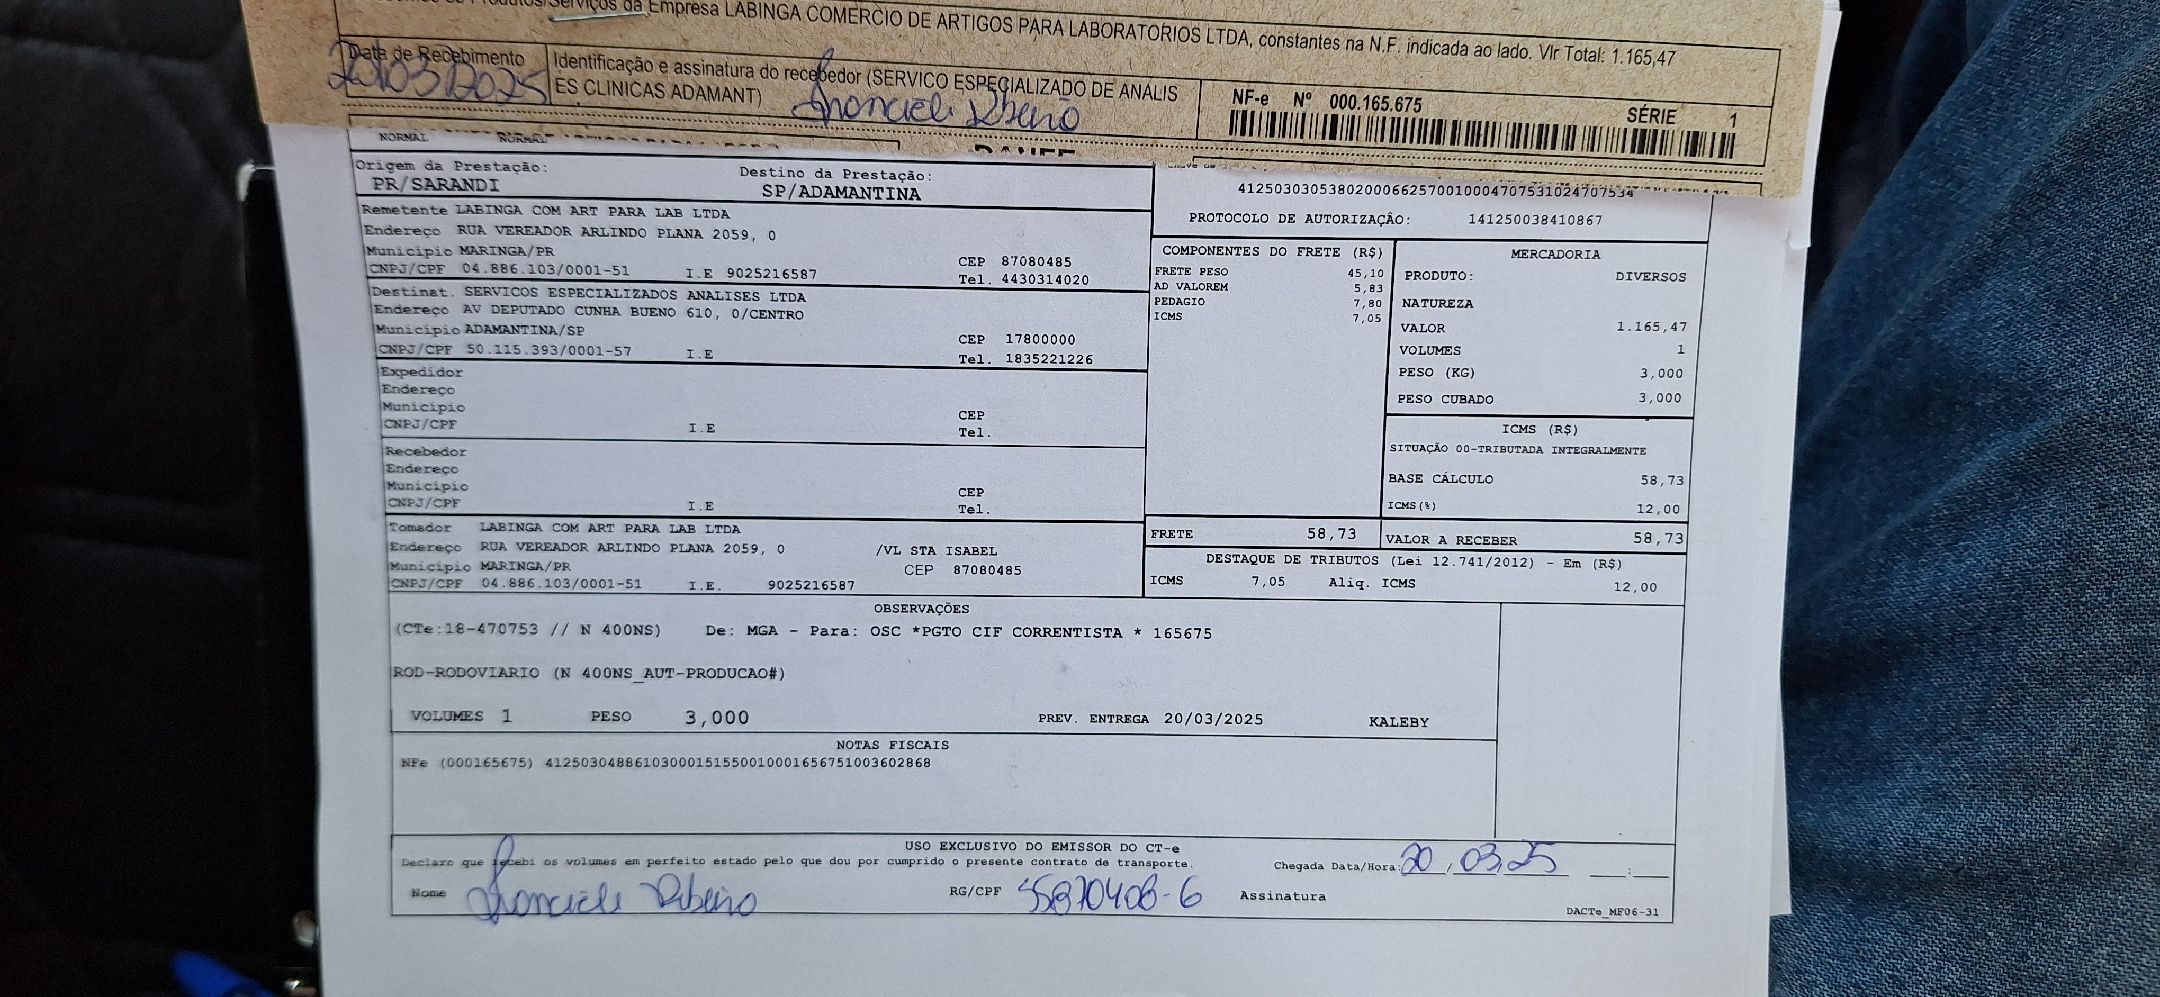 Serviços da Empresa LABINGA COMERCIO DE ARTIGOS PARA LABORATORIOS LTDA, constantes na N.F. indicada ao lado. Vlr Total: 1.165,47
Data de Recebimento
20/03/2025
Identificação e assinatura do recebedor (SERVICO ESPECIALIZADO DE ANALIS
ES CLINICAS ADAMANT)
Ribeiro
NF-e Nº 000.165.675
SÉRIE 1
NORMAL NORMAL
DANFE
Origem da Prestação:
PR/SARANDI
Destino da Prestação:
SP/ADAMANTINA
41250303053802000662570010004707531024707534
PROTOCOLO DE AUTORIZAÇÂO: 141250038410867
Remetente LABINGA COM ART PARA LAB LTDA
Endereço RUA VEREADOR ARLINDO PLANA 2059, 0
Município MARINGA/PR CEP 87080485
CNPJ/CPF 04.886.103/0001-51 I.E 9025216587 Tel. 4430314020
Destinat. SERVICOS ESPECIALIZADOS ANALISES LTDA
Endereço AV DEPUTADO CUNHA BUENO 610, 0/CENTRO
Município ADAMANTINA/SP CEP 17800000
CNPJ/CPF 50.115.393/0001-57 I.E Tel. 1835221226
Expedidor
Endereço
Município CEP
CNPJ/CPF I.E Tel.
Recebedor
Endereço
Município CEP
CNPJ/CPF I.E Tel.
Tomador LABINGA COM ART PARA LAB LTDA
Endereço RUA VEREADOR ARLINDO PLANA 2059, 0 /VL STA ISABEL
Município MARINGA/PR CEP 87080485
CNPJ/CPF 04.886.103/0001-51 I.E. 9025216587
COMPONENTES DO FRETE (R$)
FRETE PESO 45,10
AD VALOREM 5,83
PEDAGIO 7,80
ICMS 7,05
MERCADORIA
PRODUTO: DIVERSOS
NATUREZA
VALOR 1.165,47
VOLUMES 1
PESO (KG) 3,000
PESO CUBADO 3,000
ICMS (R$)
SITUAÇÃO 00-TRIBUTADA INTEGRALMENTE
BASE CÁLCULO 58,73
ICMS(%) 12,00
FRETE 58,73 VALOR A RECEBER 58,73
DESTAQUE DE TRIBUTOS (Lei 12.741/2012) - Em (R$)
ICMS 7,05 Aliq. ICMS 12,00
OBSERVAÇÕES
(CTe:18-470753 // N 400NS) De: MGA - Para: OSC *PGTO CIF CORRENTISTA * 165675
ROD-RODOVIARIO (N 400NS_AUT-PRODUCAO#)
VOLUMES 1 PESO 3,000 PREV. ENTREGA 20/03/2025 KALEBY
NOTAS FISCAIS
NFe (000165675) 41250304886103000151550010001656751003602868
USO EXCLUSIVO DO EMISSOR DO CT-e
Declaro que recebi os volumes em perfeito estado pelo que dou por cumprido o presente contrato de transporte.
Chegada Data/Hora: 20,03,25 __:__
Nome Ribeiro RG/CPF 55870408-6 Assinatura
DACTe_MF06-31